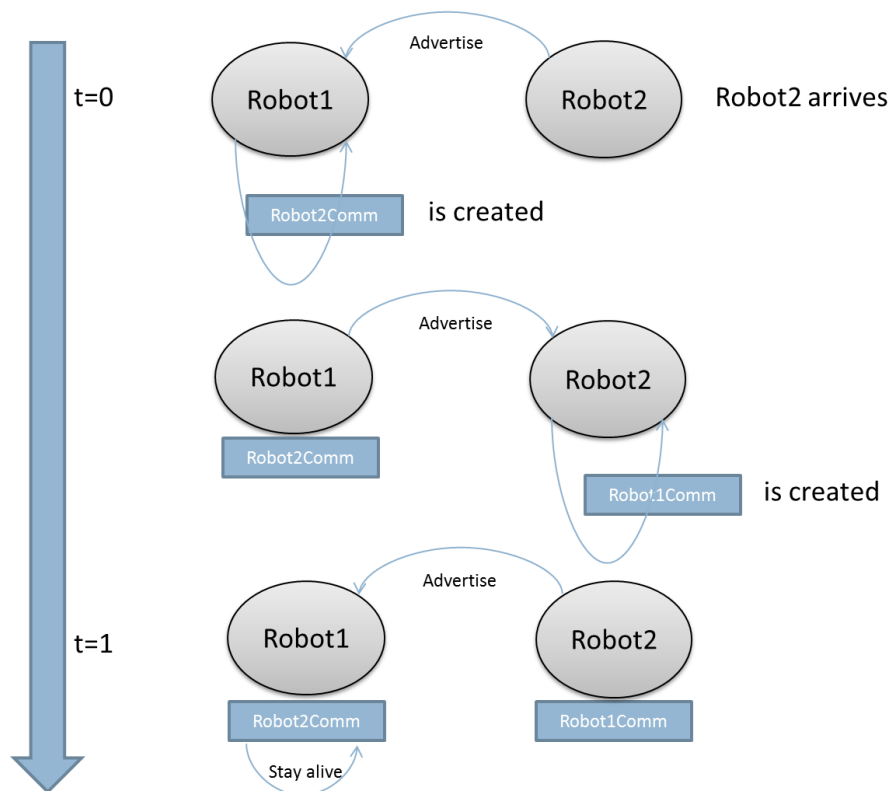 Advertise
t=0
Robot1
Robot2
Robot2 arrives
Robot2Comm
is created
Advertise
Robot1
Robot2
Robot2Comm
Robot1Comm
is created
Advertise
t=1
Robot1
Robot2
Robot2Comm
Robot1Comm
Stay alive